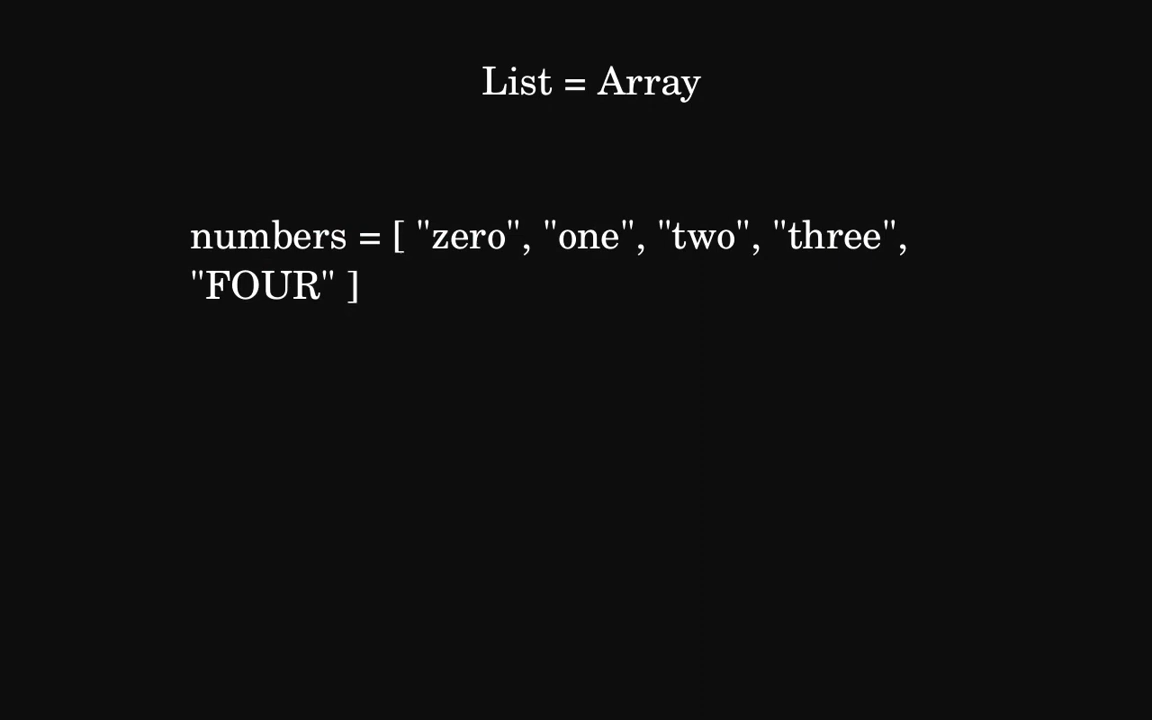 List = Array
numbers = [ "zero", "one", "two", "three",
"FOUR" ]